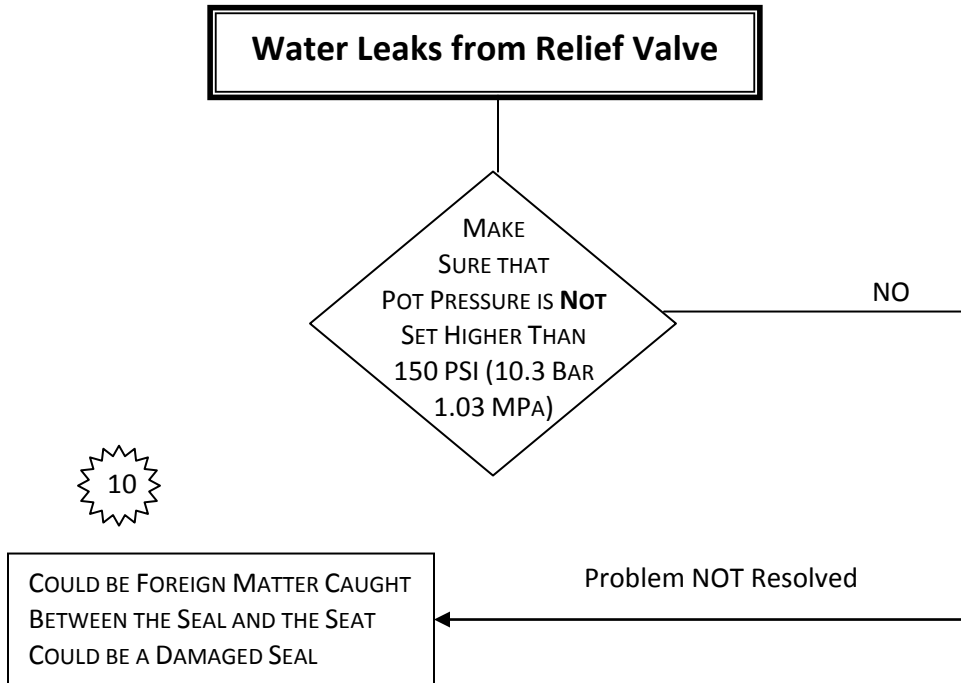 Water Leaks from Relief Valve
MAKE
SURE THAT
POT PRESSURE IS NOT
SET HIGHER THAN
150 PSI (10.3 BAR
1.03 MPA)
NO
10
COULD BE FOREIGN MATTER CAUGHT
BETWEEN THE SEAL AND THE SEAT
COULD BE A DAMAGED SEAL
Problem NOT Resolved